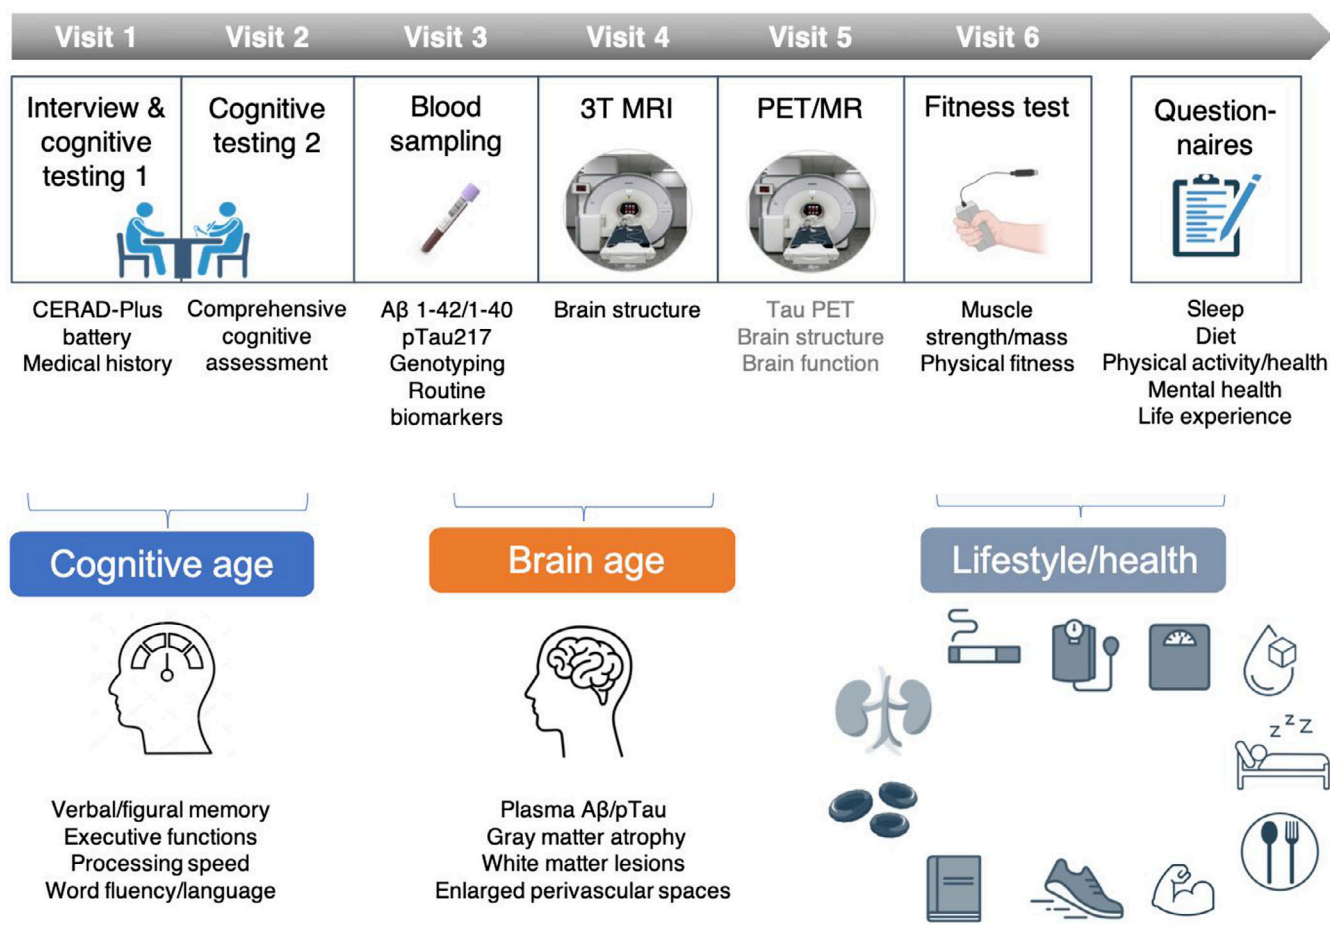 Visit 1
Visit 2
Visit 3
Visit 4
Visit 5
Visit 6
Interview &
cognitive
testing 1
Cognitive
testing 2
Blood
sampling
3T MRI
PET/MR
Fitness test
Question-
naires
CERAD-Plus
battery
Medical history
Comprehensive
cognitive
assessment
Aβ 1-42/1-40
pTau217
Genotyping
Routine
biomarkers
Brain structure
Tau PET
Brain structure
Brain function
Muscle
strength/mass
Physical fitness
Sleep
Diet
Physical activity/health
Mental health
Life experience
Cognitive age
Brain age
Lifestyle/health
z z Z
Verbal/figural memory
Executive functions
Processing speed
Word fluency/language
Plasma Aβ/pTau
Gray matter atrophy
White matter lesions
Enlarged perivascular spaces